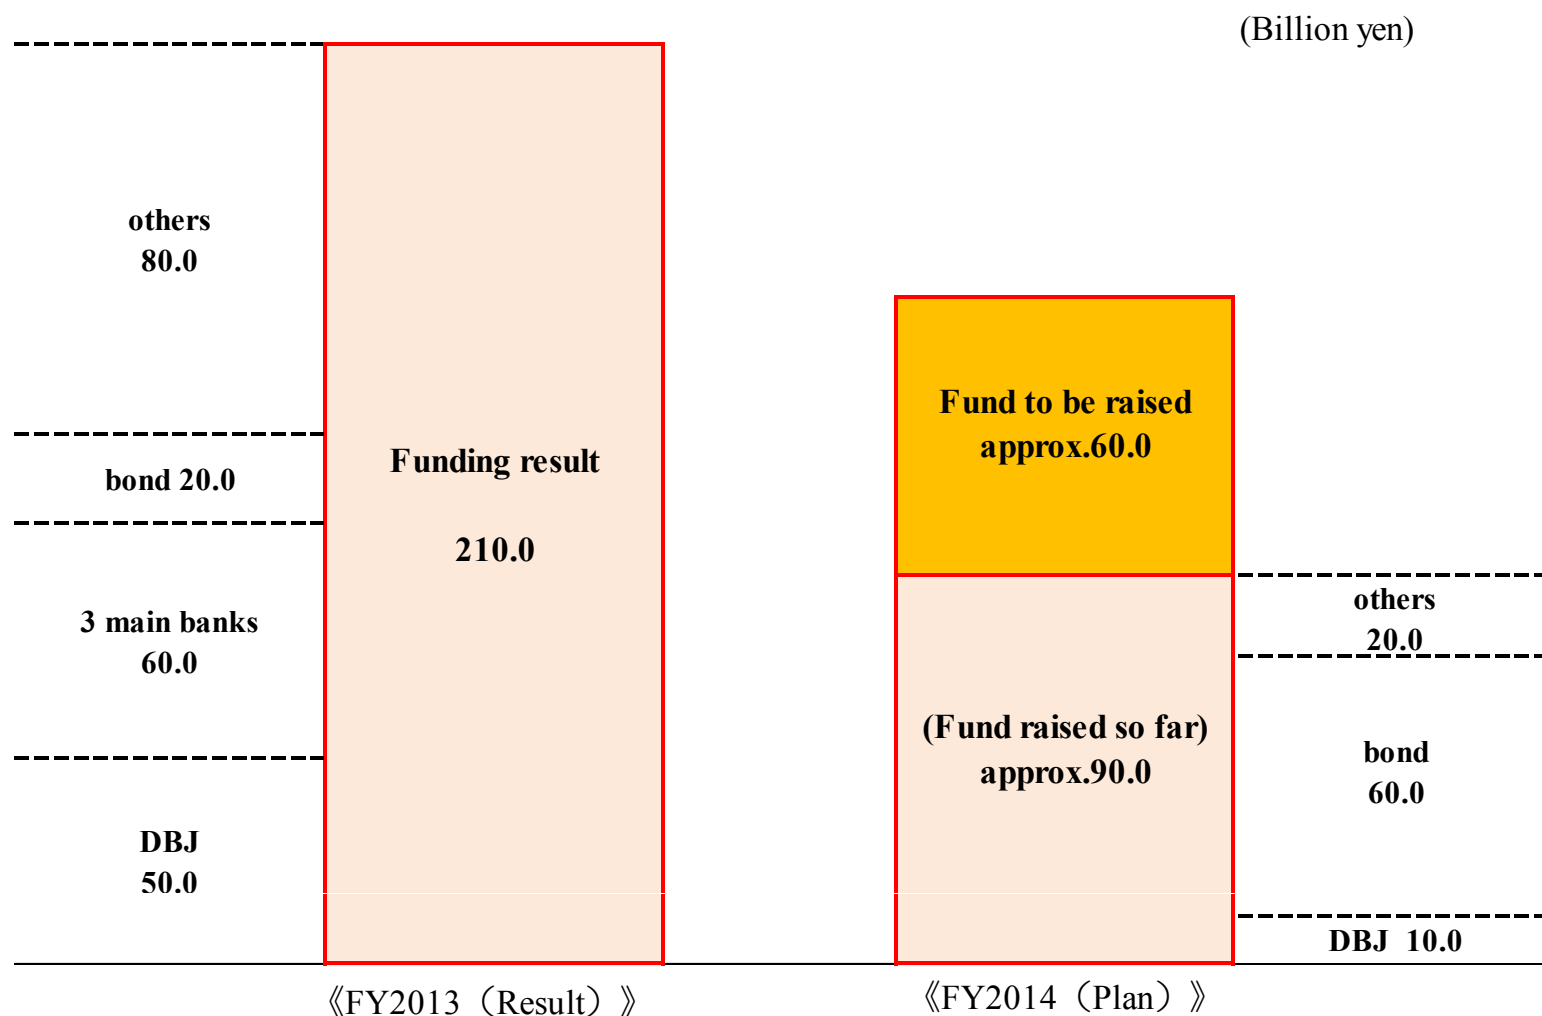 (Billion yen)
others
80.0
bond 20.0
3 main banks
60.0
DBJ
50.0
Funding result
210.0
Fund to be raised
approx.60.0
(Fund raised so far)
approx.90.0
others
20.0
bond
60.0
DBJ 10.0
《FY2013（Result）》
《FY2014（Plan）》